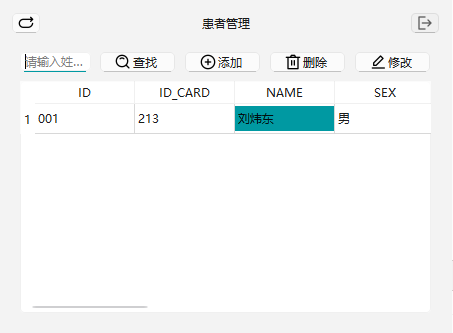 患者管理
请输入姓... 查找 添加 删除 修改
ID ID_CARD NAME SEX
1 001 213 刘炜东 男